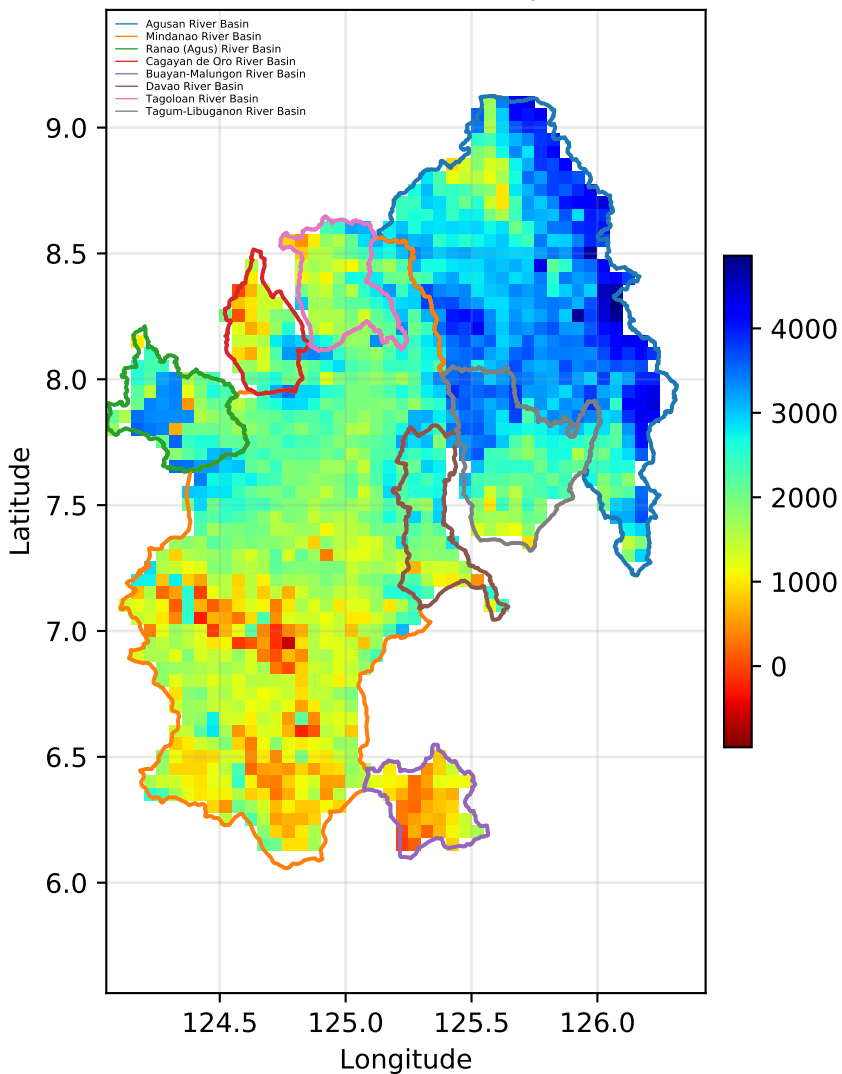 Agusan River Basin
Mindanao River Basin
Ranao (Agus) River Basin
Cagayan de Oro River Basin
Buayan-Malungon River Basin
Davao River Basin
Tagoloan River Basin
Tagum-Libuganon River Basin
9.0
8.5
8.0
7.5
7.0
6.5
6.0
Latitude
124.5
125.0
125.5
126.0
Longitude
4000
3000
2000
1000
0